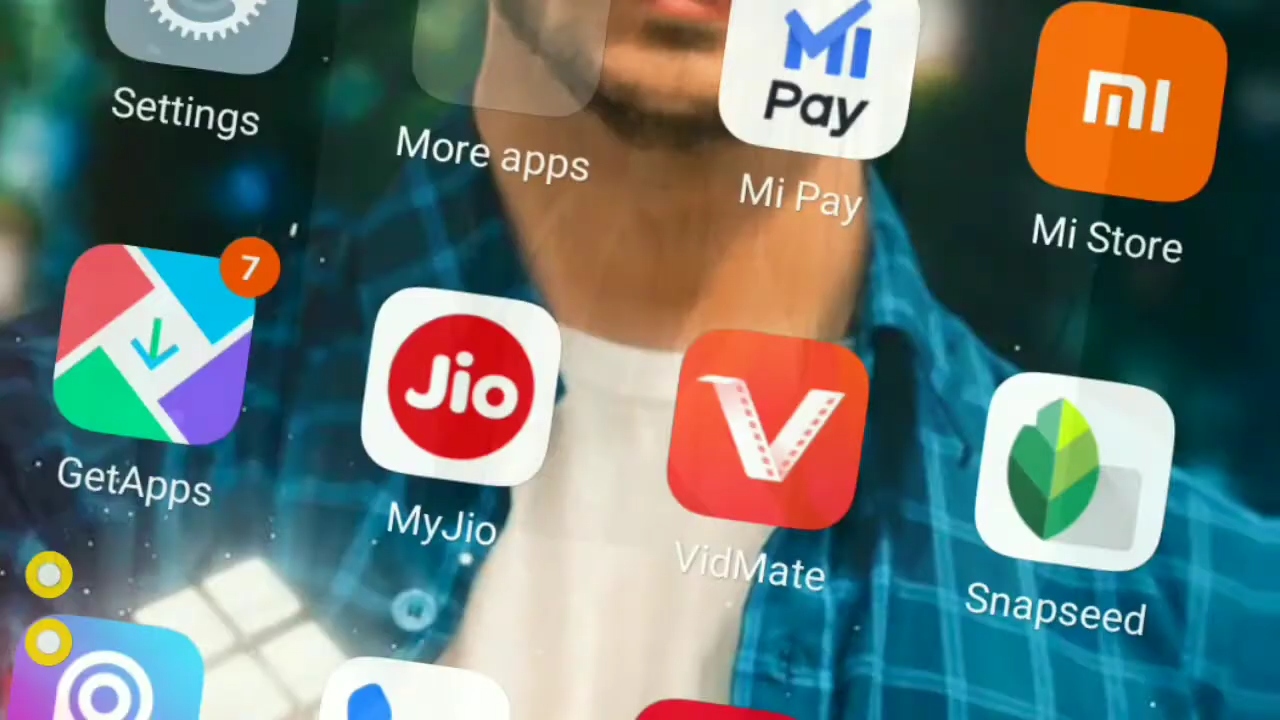 Settings
More apps
Mi Pay
Mi Pay
mi
Mi Store
7
GetApps
Jio
MyJio
V
VidMate
Snapseed